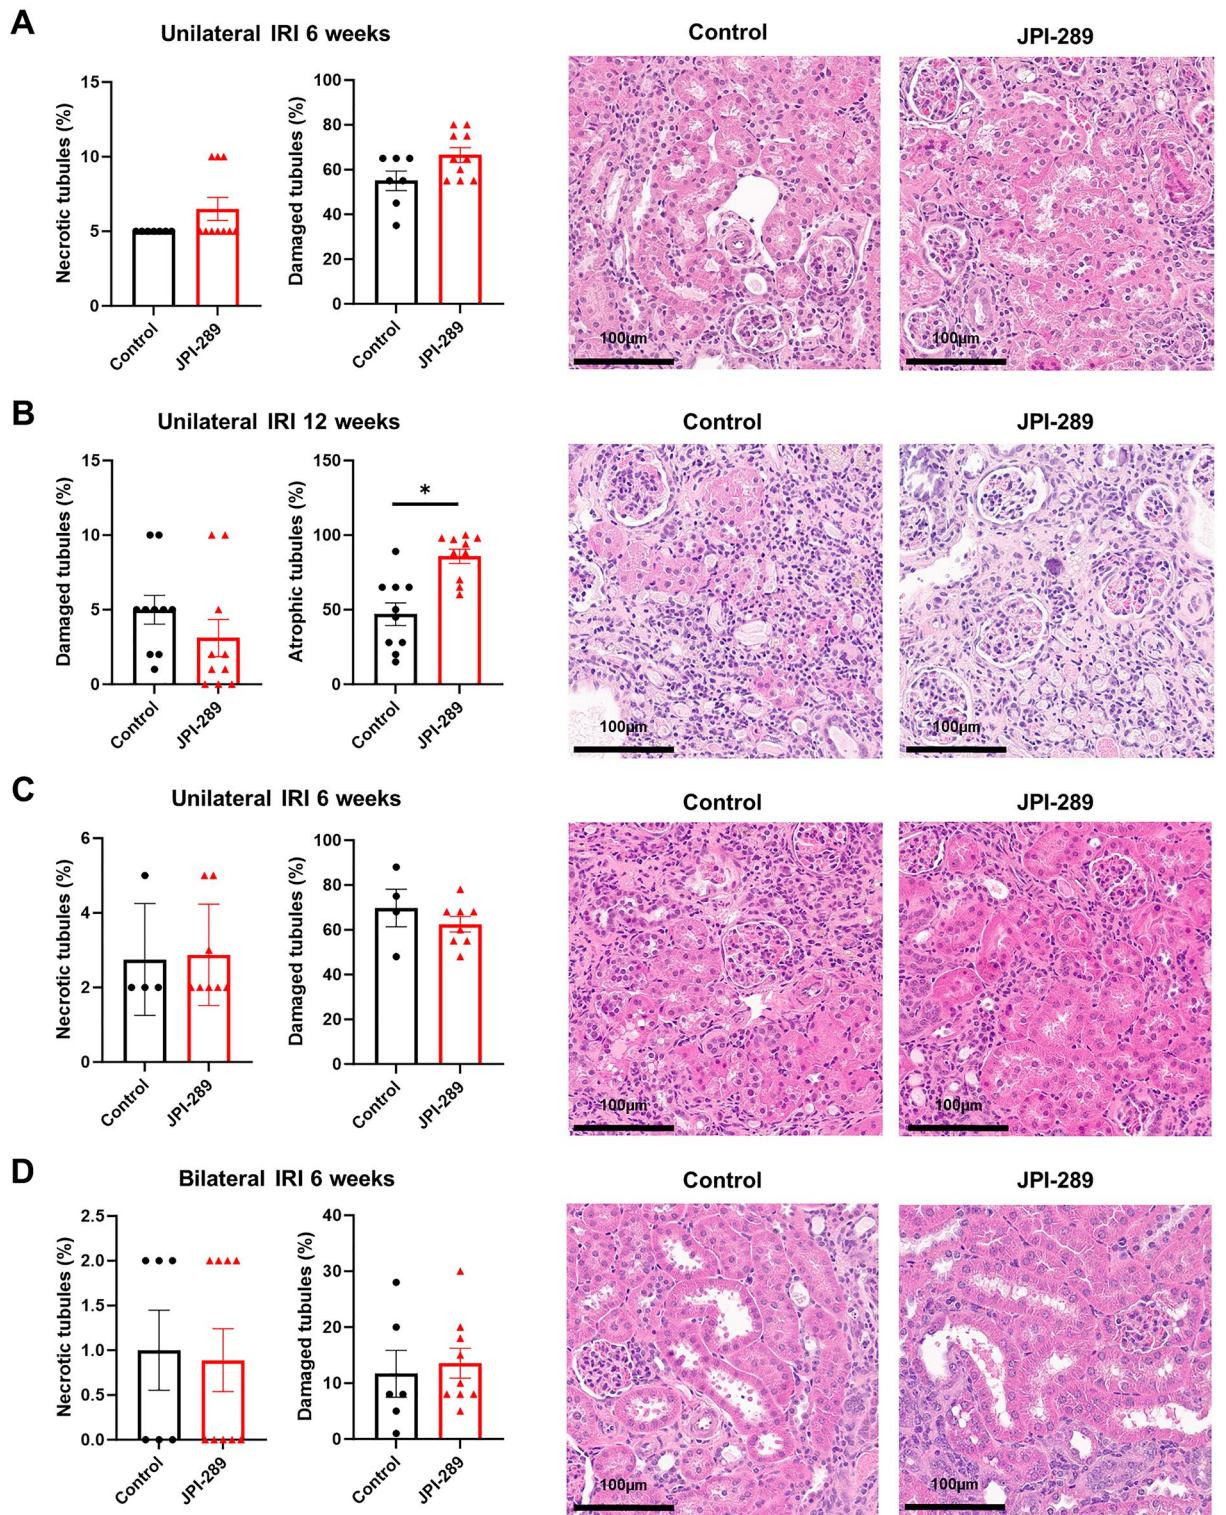 A
Unilateral IRI 6 weeks
Control
JPI-289
Necrotic tubules (%)
15
10
5
0
Control
JPI-289
Damaged tubules (%)
100
80
60
40
20
0
Control
JPI-289
100µm
100µm
B
Unilateral IRI 12 weeks
Control
JPI-289
Damaged tubules (%)
15
10
5
0
Control
JPI-289
Atrophic tubules (%)
150
100
50
0
*
Control
JPI-289
100µm
100µm
C
Unilateral IRI 6 weeks
Control
JPI-289
Necrotic tubules (%)
6
4
2
0
Control
JPI-289
Damaged tubules (%)
100
80
60
40
20
0
Control
JPI-289
100µm
100µm
D
Bilateral IRI 6 weeks
Control
JPI-289
Necrotic tubules (%)
2.5
2.0
1.5
1.0
0.5
0.0
Control
JPI-289
Damaged tubules (%)
40
30
20
10
0
Control
JPI-289
100µm
100µm